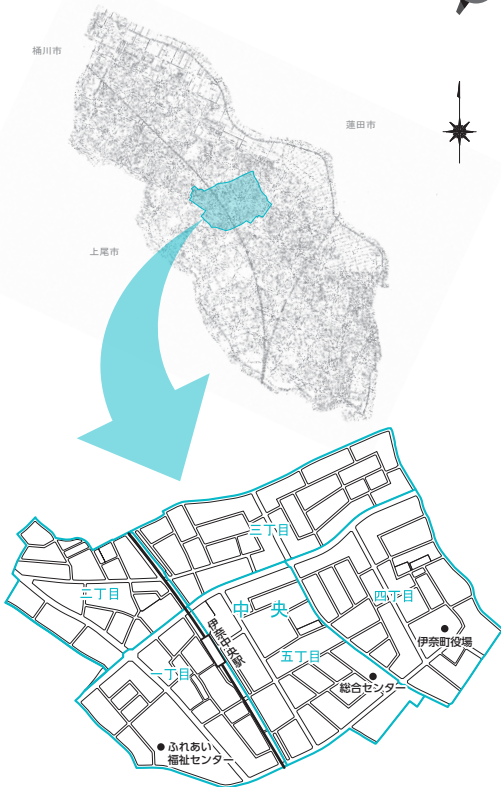 桶川市
蓮田市
上尾市
三丁目
二丁目
中央
四丁目
伊奈中央駅
伊奈町役場
五丁目
一丁目
総合センター
ふれあい
福祉センター